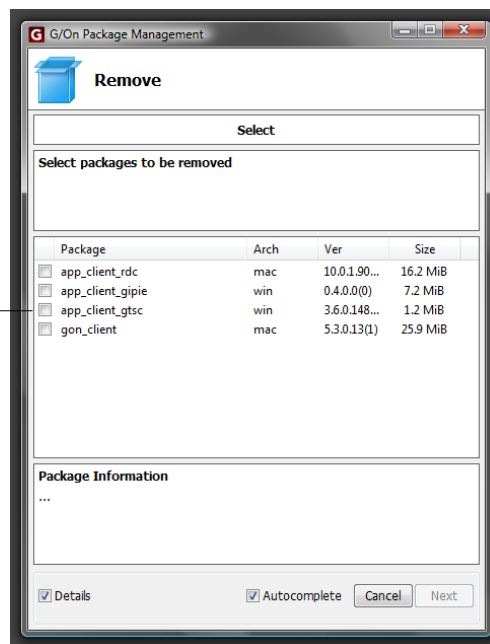 G G/On Package Management
Remove
Select
Select packages to be removed
Package Arch Ver Size
app_client_rdc mac 10.0.1.90... 16.2 MiB
app_client_gipie win 0.4.0.0(0) 7.2 MiB
app_client_gtsc win 3.6.0.148... 1.2 MiB
gon_client mac 5.3.0.13(1) 25.9 MiB
Package Information
...
Details Autocomplete Cancel Next